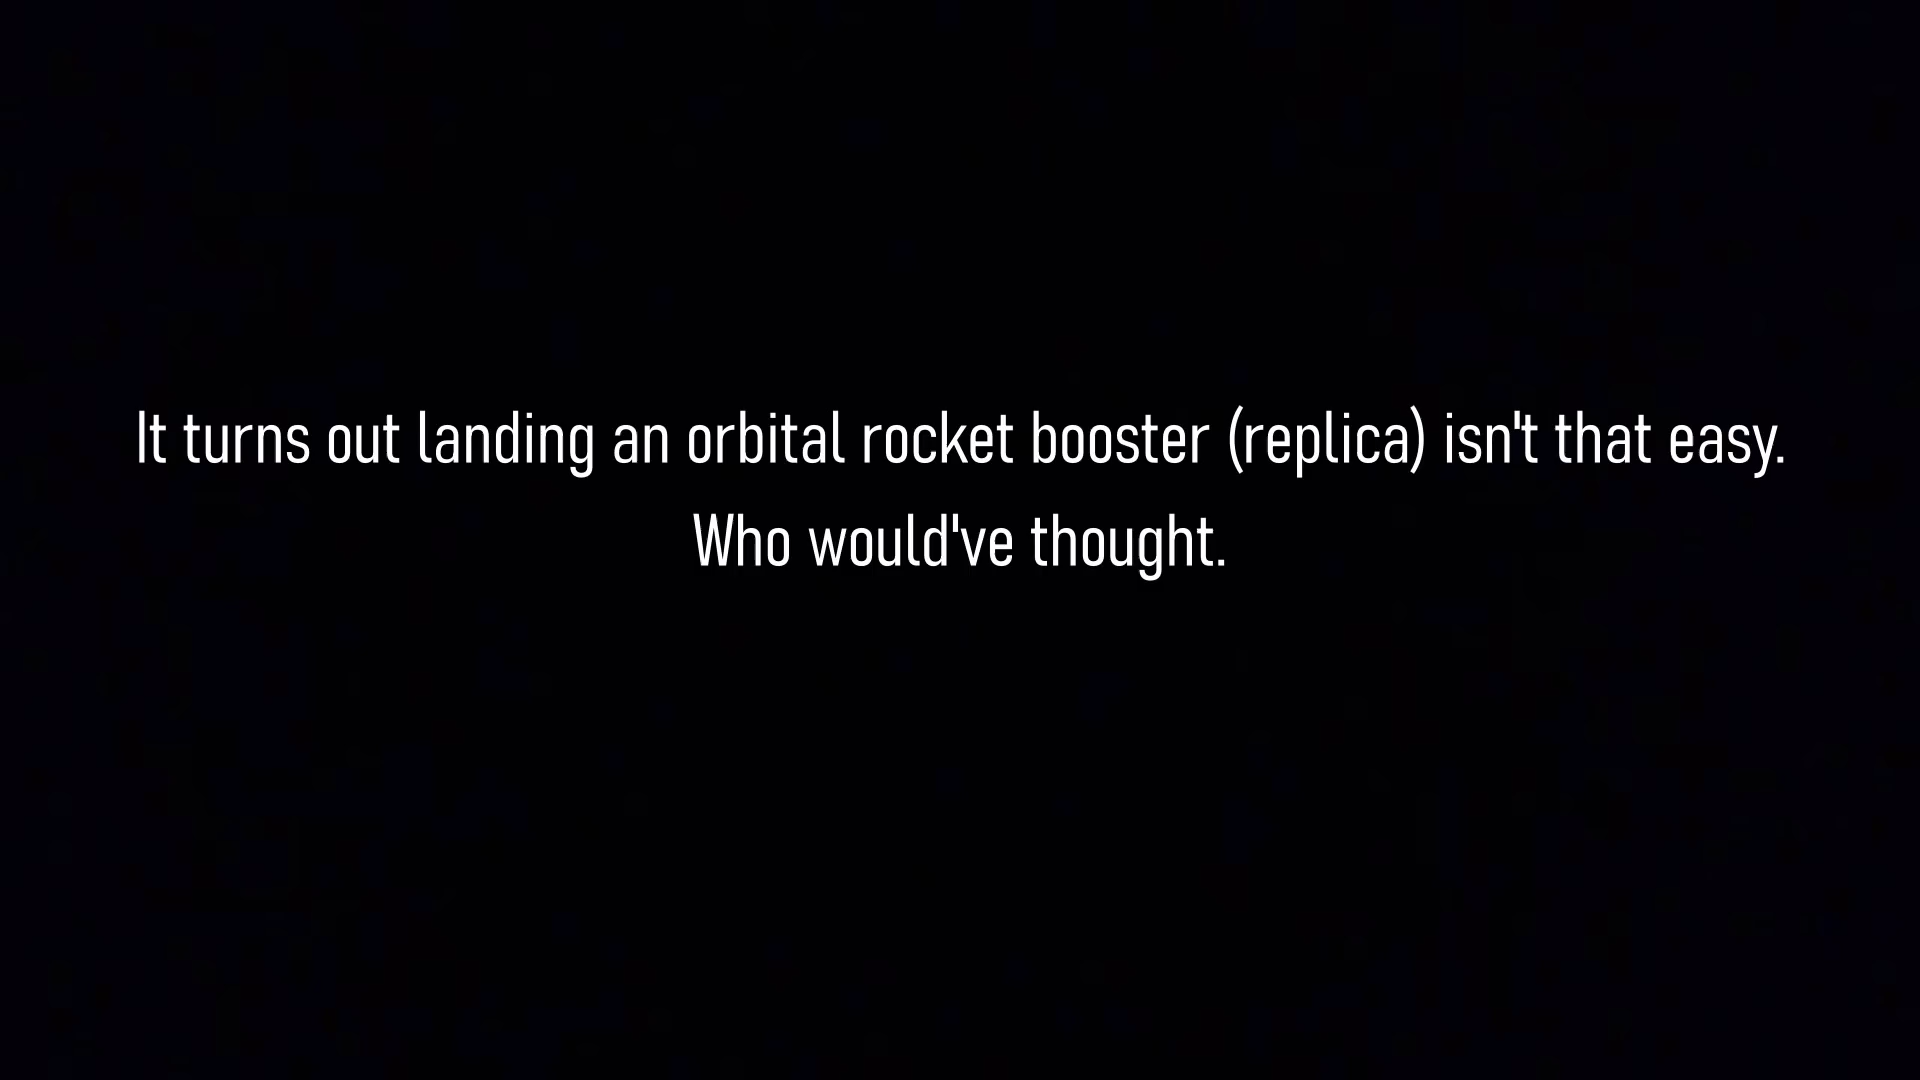 It turns out landing an orbital rocket booster (replica) isn't that easy.
Who would've thought.